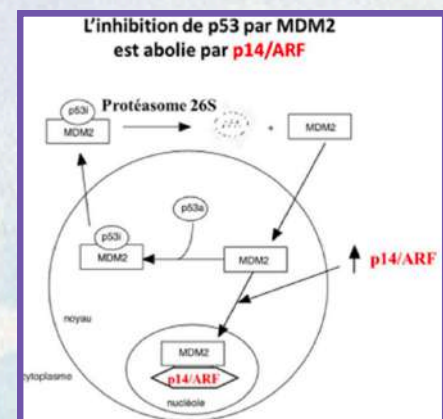 L'inhibition de p53 par MDM2
est abolie par p14/ARF
p53i
MDM2
Protéasome 26S
+
MDM2
p53a
p53i
MDM2
MDM2
p14/ARF
noyau
MDM2
p14/ARF
nucléole
cytoplasme